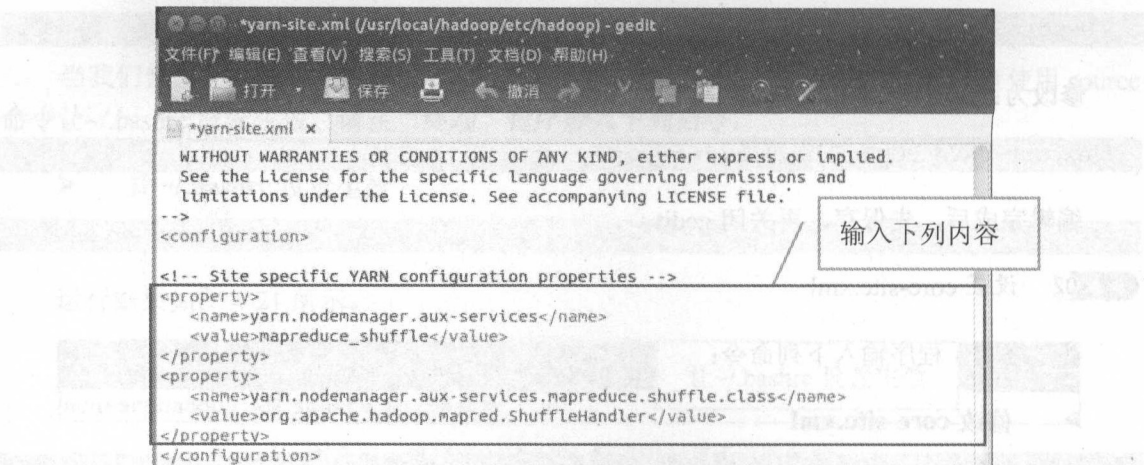 *yarn-site.xml (/usr/local/hadoop/etc/hadoop) - gedit
文件(F) 编辑(E) 查看(V) 搜索(S) 工具(T) 文档(D) 帮助(H)
打开 保存 撤消
*yarn-site.xml ×
WITHOUT WARRANTIES OR CONDITIONS OF ANY KIND, either express or implied.
See the License for the specific language governing permissions and
limitations under the License. See accompanying LICENSE file.
-->
<configuration>
输入下列内容
<!-- Site specific YARN configuration properties -->
<property>
<name>yarn.nodemanager.aux-services</name>
<value>mapreduce_shuffle</value>
</property>
<property>
<name>yarn.nodemanager.aux-services.mapreduce.shuffle.class</name>
<value>org.apache.hadoop.mapred.ShuffleHandler</value>
</property>
</configuration>